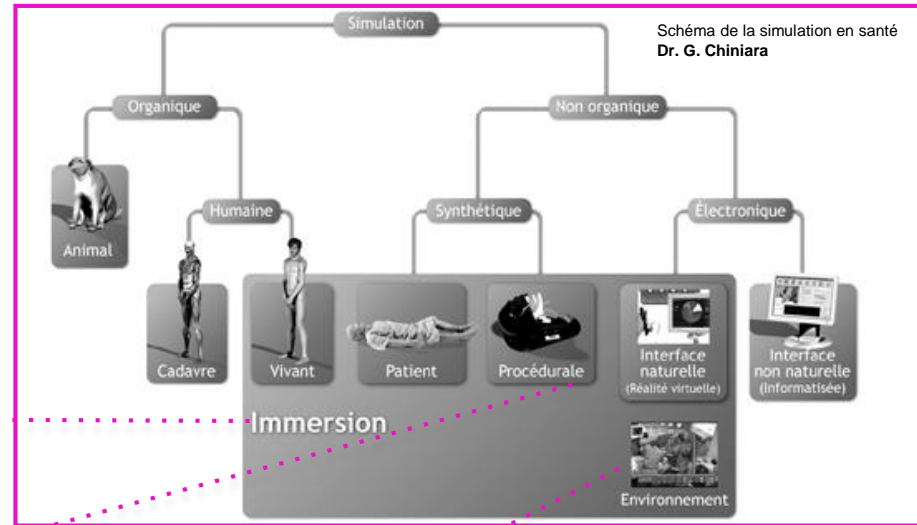 Simulation
Schéma de la simulation en santé
Dr. G. Chiniara
Organique
Non organique
Humaine
Synthétique
Électronique
Animal
Cadavre
Vivant
Patient
Procédurale
Interface
naturelle
(Réalité virtuelle)
Interface
non naturelle
(Informatisée)
Immersion
Environnement